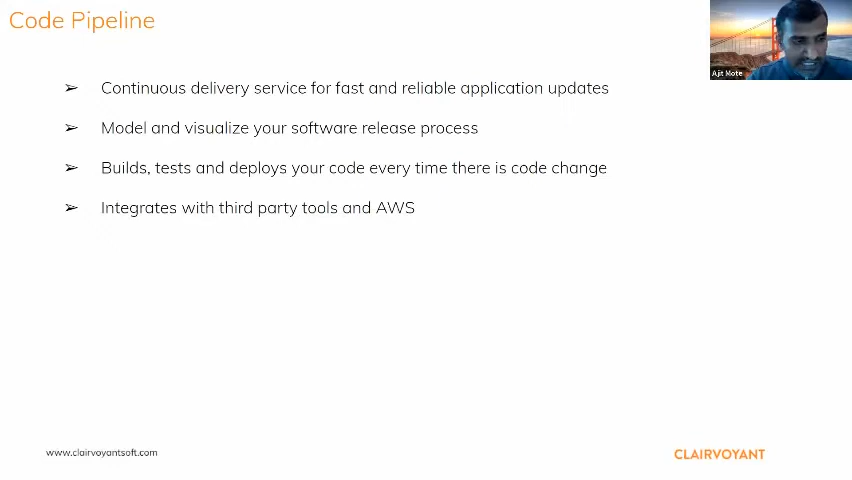 Code Pipeline
Ajit Mote
➢ Continuous delivery service for fast and reliable application updates
➢ Model and visualize your software release process
➢ Builds, tests and deploys your code every time there is code change
➢ Integrates with third party tools and AWS
www.clairvoyantsoft.com
CLAIRVOYANT